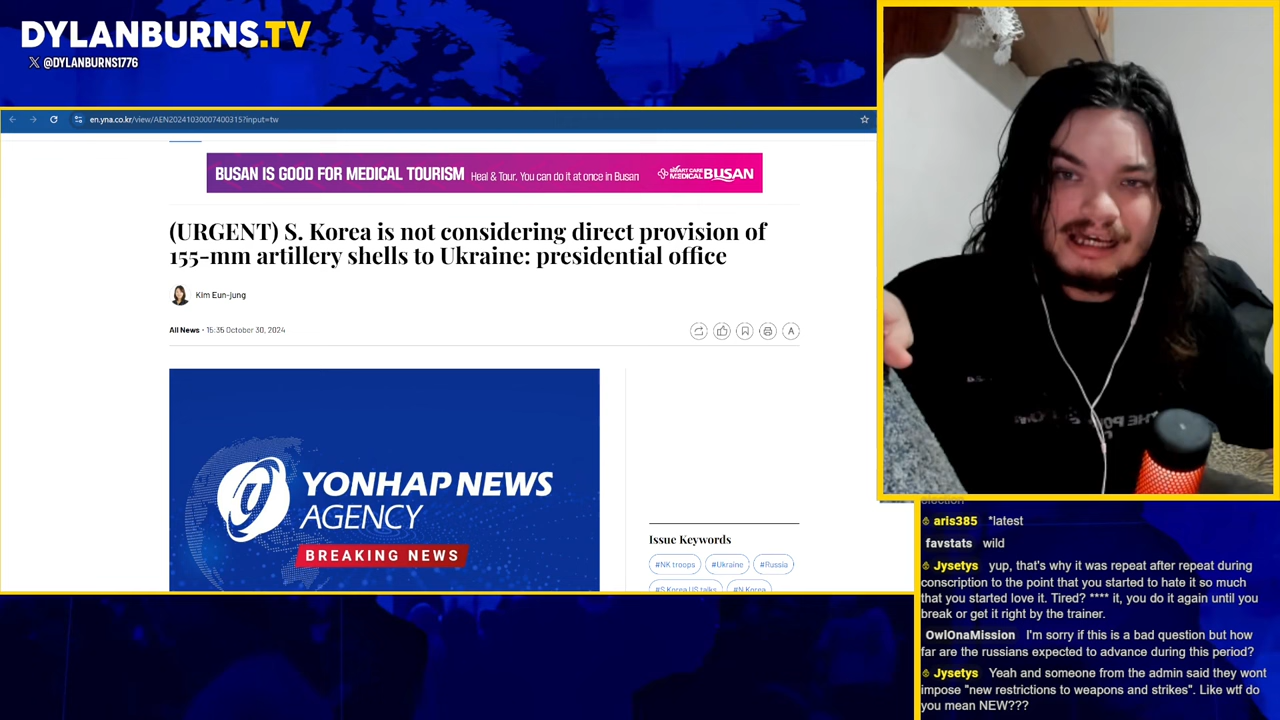 DYLANBURNS.TV
X @DYLANBURNS1776
en.yna.co.kr/view/AEN20241030007400315?input=tw
BUSAN IS GOOD FOR MEDICAL TOURISM Heal & Tour. You can do it at once in Busan
SMART CARE
MEDICAL BUSAN
(URGENT) S. Korea is not considering direct provision of
155-mm artillery shells to Ukraine: presidential office
Kim Eun-jung
All News · 15:35 October 30, 2024
A
YONHAP NEWS
AGENCY
BREAKING NEWS
Issue Keywords
#NK troops
#Ukraine
#Russia
#S Korea US talks
#N Korea
election
aris385 *latest
favstats wild
Jysetys yup, that's why it was repeat after repeat during
conscription to the point that you started to hate it so much
that you started love it. Tired? **** it, you do it again until you
break or get it right by the trainer.
OwlOnaMission I'm sorry if this is a bad question but how
far are the russians expected to advance during this period?
Jysetys Yeah and someone from the admin said they wont
impose "new restrictions to weapons and strikes". Like wtf do
you mean NEW???